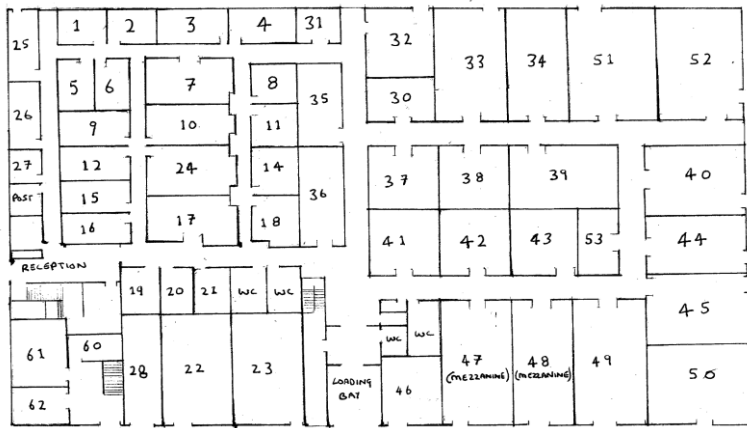 1 2 3 4 31
25
32
33 34 51 52
5 6 7 8 35
30
26
9 10 11
27 12 24 14
POST 15 36
16 17 18
37 38 39 40
41 42 43 53 44
RECEPTION
19 20 21 WC WC
45
61 60
28 22 23
WC WC
47
(MEZZANINE)
48
(MEZZANINE)
49
50
LOADING
BAY
46
62